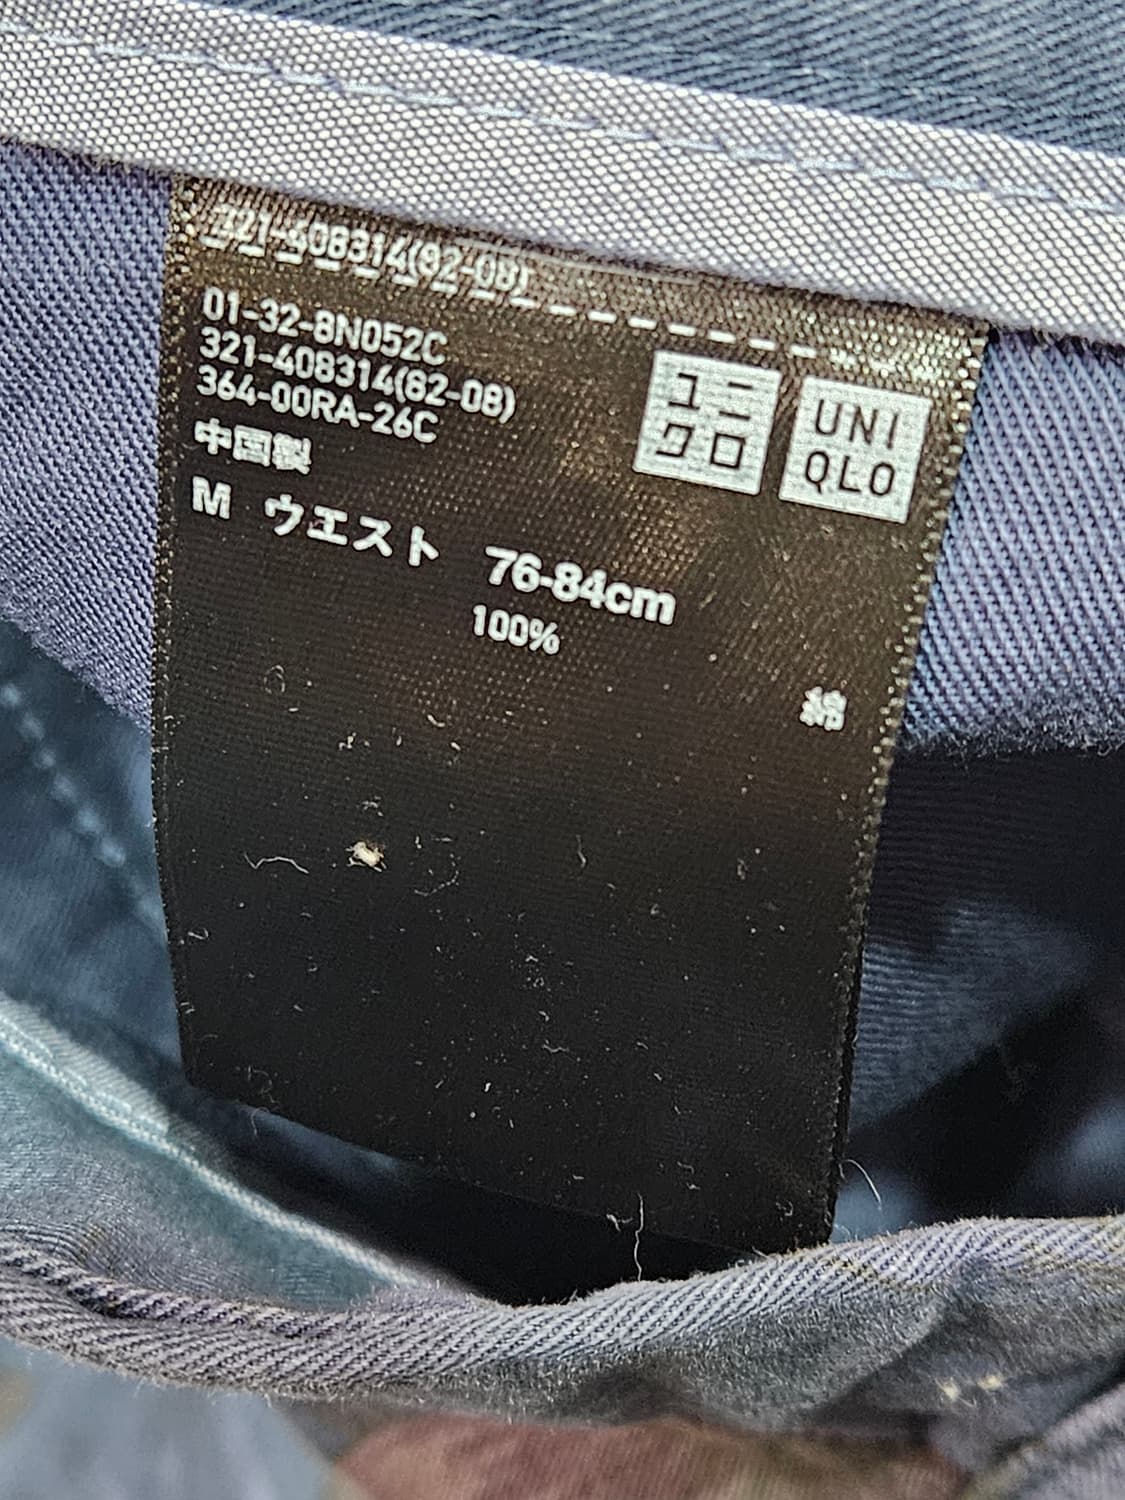 321-408314(82-08)
01-32-8N052C
321-408314(82-08)
364-00RA-26C
中国製
ユニ
クロ
UNI
QLO
M ウエスト 76-84cm
100%
綿